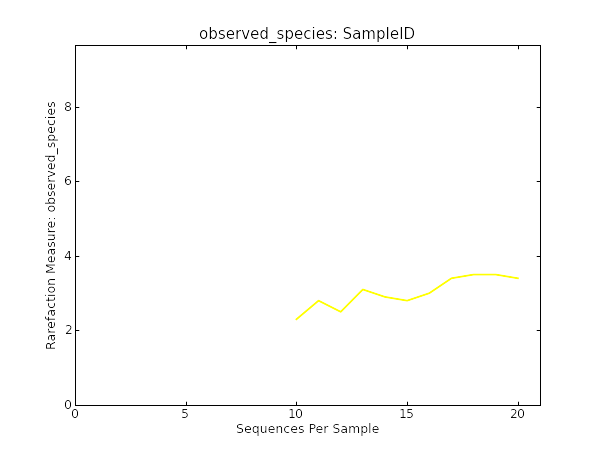 observed_species: SampleID
Rarefaction Measure: observed_species
8
6
4
2
0
0 5 10 15 20
Sequences Per Sample